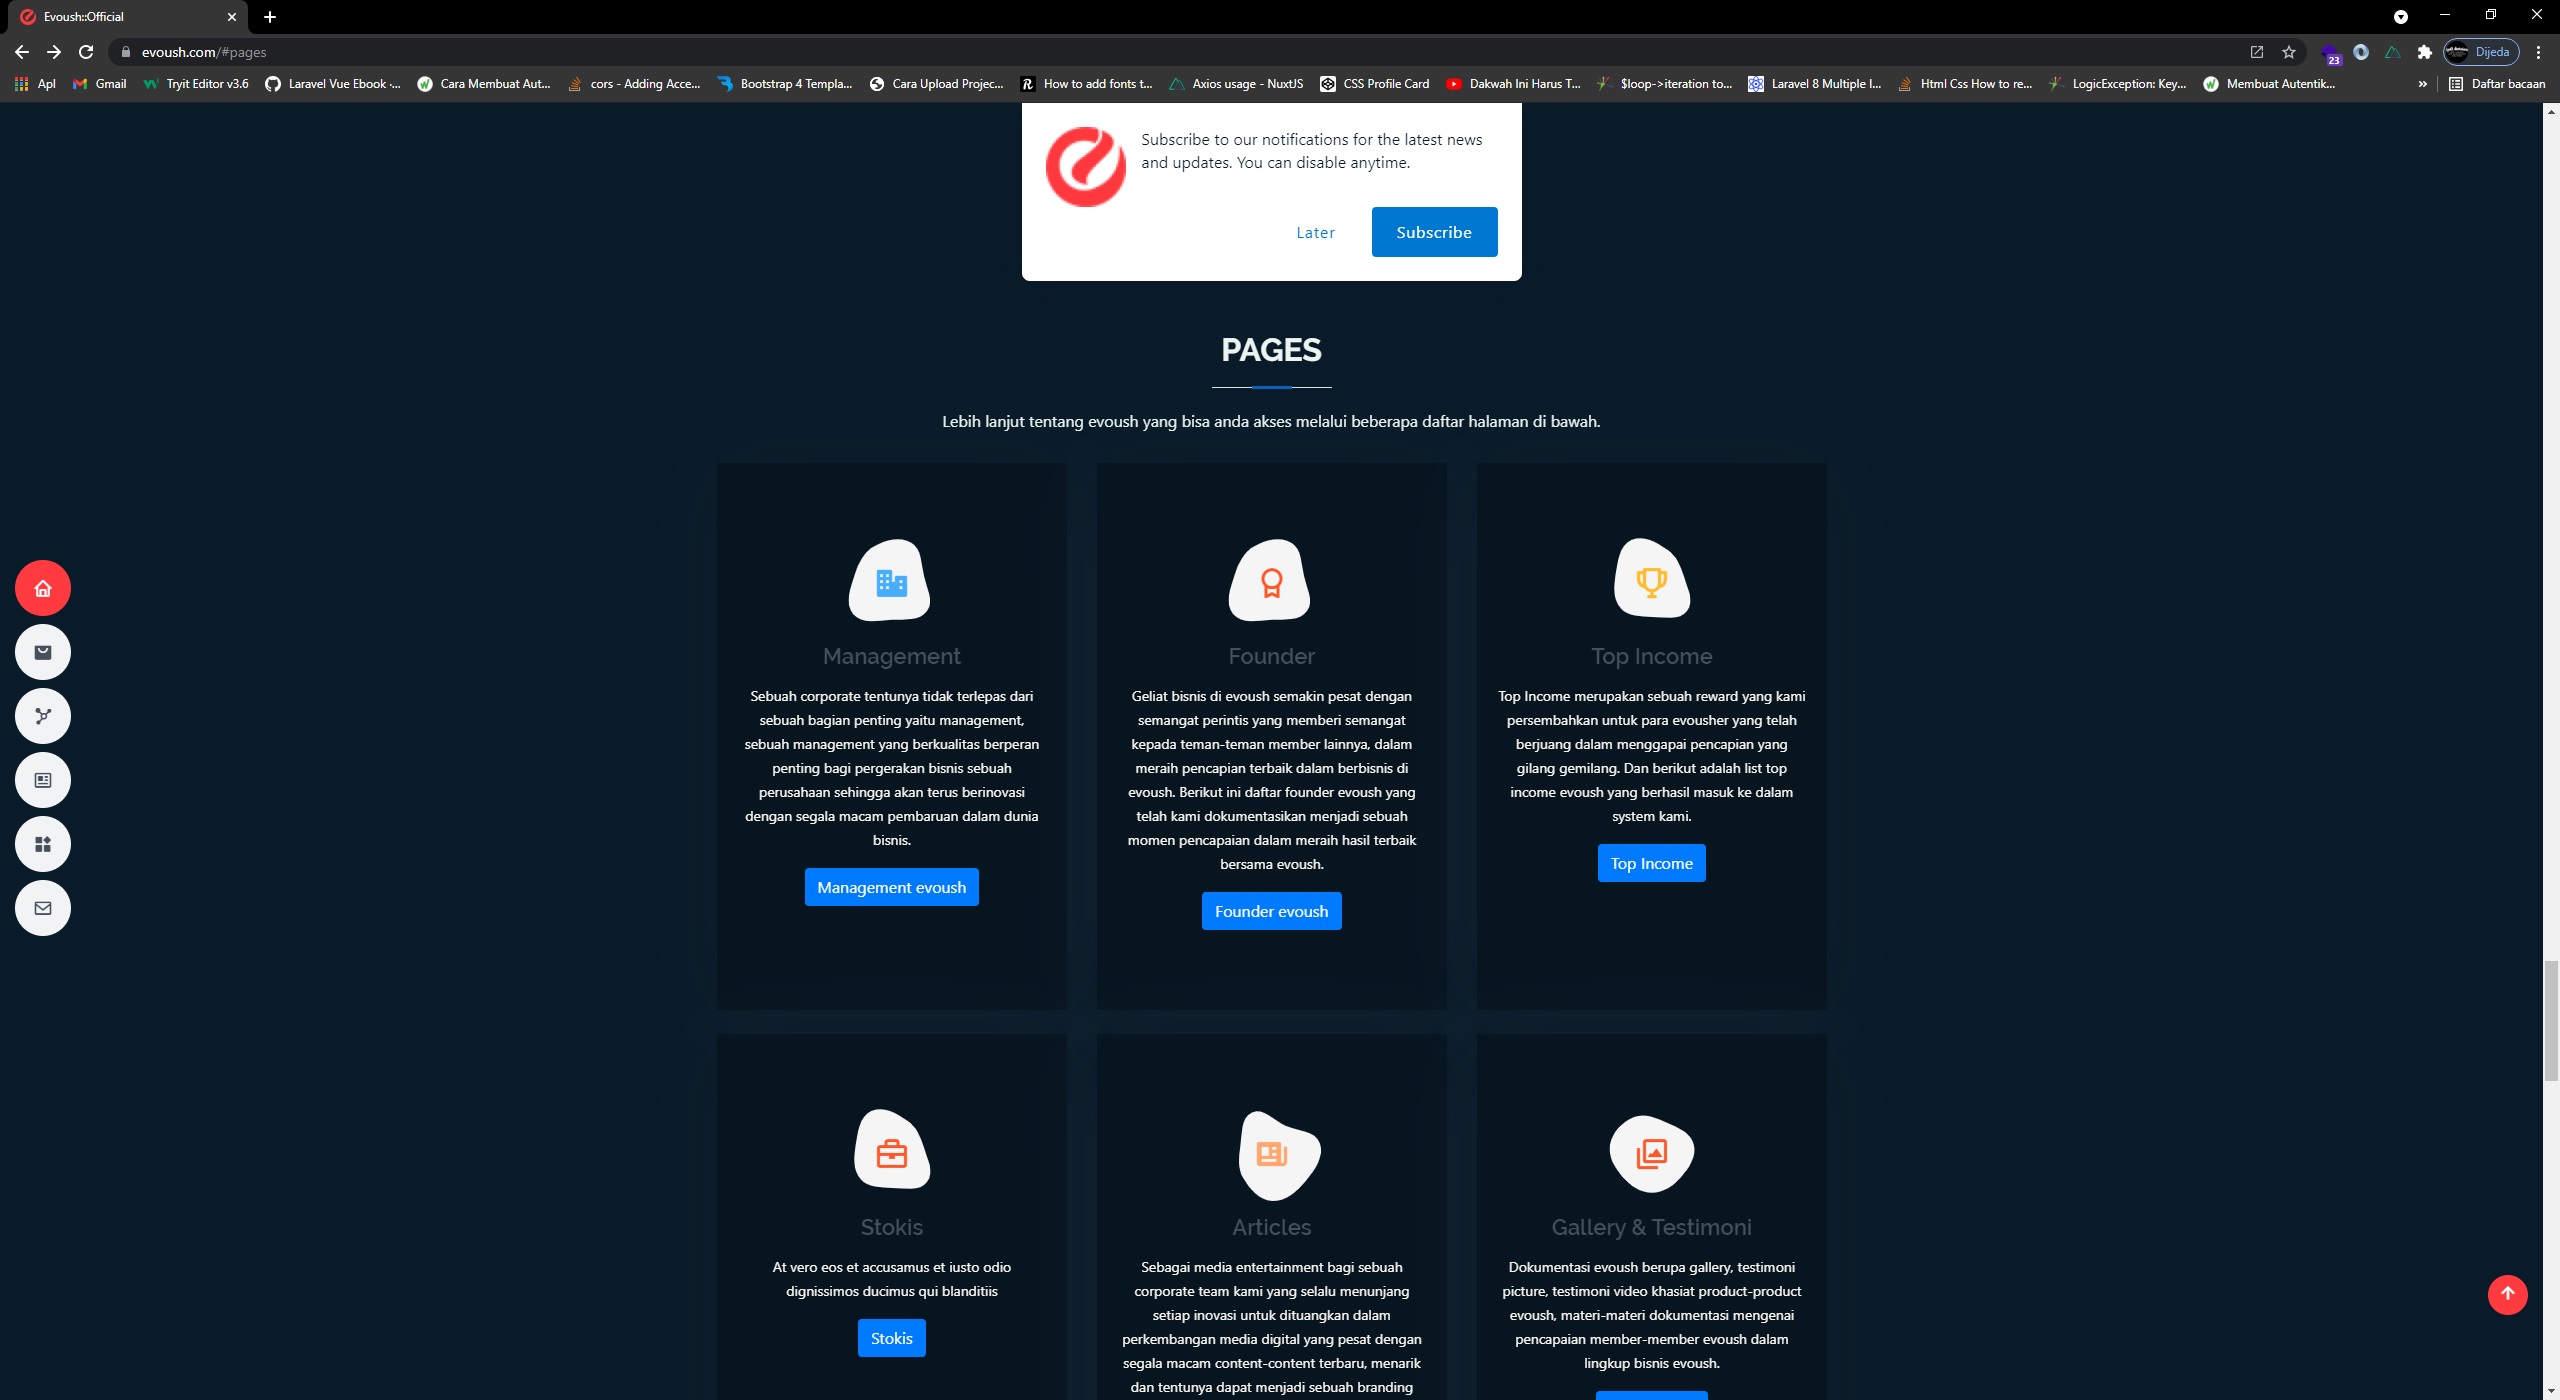 Evoush::Official
evoush.com/#pages
23
Dijeda
Apl
Gmail
Tryit Editor v3.6
Laravel Vue Ebook -...
Cara Membuat Aut...
cors - Adding Acce...
Bootstrap 4 Templa...
Cara Upload Projec...
How to add fonts t...
Axios usage - NuxtJS
CSS Profile Card
Dakwah Ini Harus T...
$loop->iteration to...
Laravel 8 Multiple I...
Html Css How to re...
LogicException: Key...
Membuat Autentik...
»
Daftar bacaan
Subscribe to our notifications for the latest news
and updates. You can disable anytime.
Later
Subscribe
PAGES
Lebih lanjut tentang evoush yang bisa anda akses melalui beberapa daftar halaman di bawah.
Management
Sebuah corporate tentunya tidak terlepas dari
sebuah bagian penting yaitu management,
sebuah management yang berkualitas berperan
penting bagi pergerakan bisnis sebuah
perusahaan sehingga akan terus berinovasi
dengan segala macam pembaruan dalam dunia
bisnis.
Management evoush
Founder
Geliat bisnis di evoush semakin pesat dengan
semangat perintis yang memberi semangat
kepada teman-teman member lainnya, dalam
meraih pencapian terbaik dalam berbisnis di
evoush. Berikut ini daftar founder evoush yang
telah kami dokumentasikan menjadi sebuah
momen pencapaian dalam meraih hasil terbaik
bersama evoush.
Founder evoush
Top Income
Top Income merupakan sebuah reward yang kami
persembahkan untuk para evousher yang telah
berjuang dalam menggapai pencapian yang
gilang gemilang. Dan berikut adalah list top
income evoush yang berhasil masuk ke dalam
system kami.
Top Income
Stokis
At vero eos et accusamus et iusto odio
dignissimos ducimus qui blanditiis
Stokis
Articles
Sebagai media entertainment bagi sebuah
corporate team kami yang selalu menunjang
setiap inovasi untuk dituangkan dalam
perkembangan media digital yang pesat dengan
segala macam content-content terbaru, menarik
dan tentunya dapat menjadi sebuah branding
Gallery & Testimoni
Dokumentasi evoush berupa gallery, testimoni
picture, testimoni video khasiat product-product
evoush, materi-materi dokumentasi mengenai
pencapaian member-member evoush dalam
lingkup bisnis evoush.